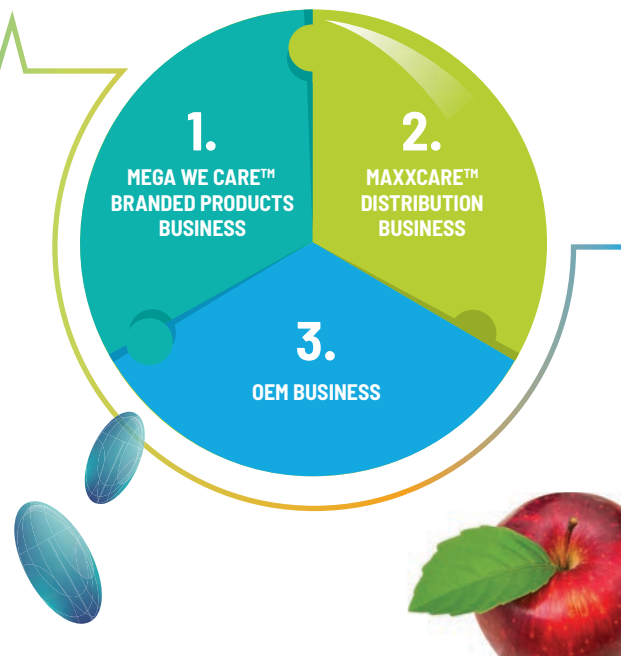 1.
MEGA WE CARE™
BRANDED PRODUCTS
BUSINESS
2.
MAXXCARE™
DISTRIBUTION
BUSINESS
3.
OEM BUSINESS